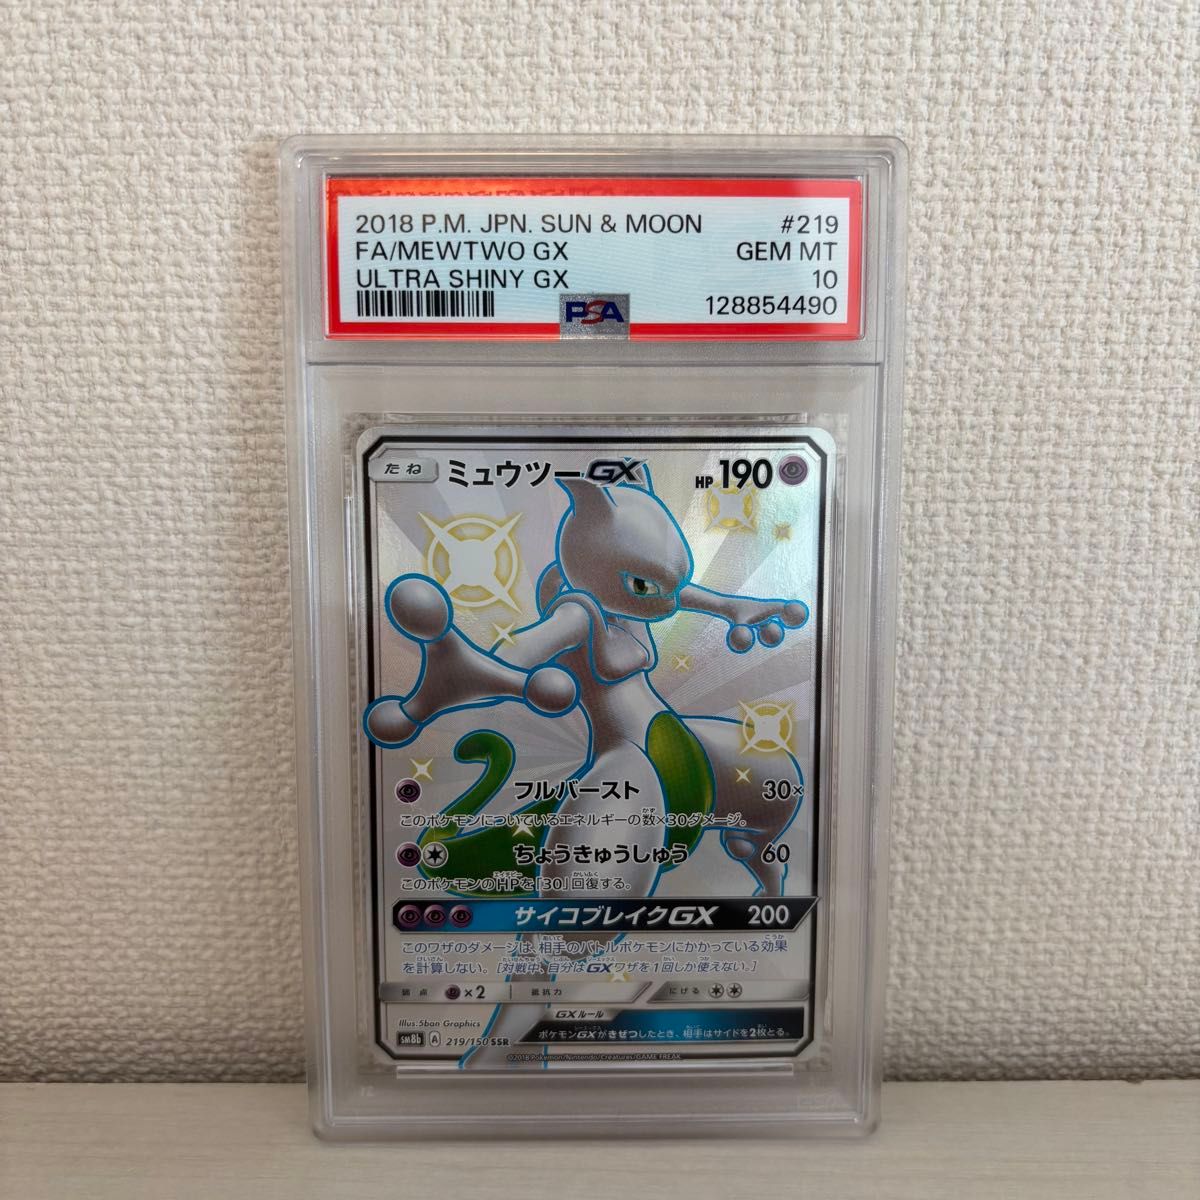 2018 P.M. JPN. SUN & MOON #219
FA/MEWTWO GX GEM MT
ULTRA SHINY GX 10
PSA 128854490
たね ミュウツーGX HP 190
フルバースト 30×
このポケモンについているエネルギーの数×30ダメージ。
ちょうきゅうしゅう 60
このポケモンのHPを「30」回復する。
サイコブレイクGX 200
このワザのダメージは、相手のバトルポケモンにかかっている効果
を計算しない。[対戦中、自分はGXワザを1回しか使えない。]
弱点 ×2 抵抗力 にげる
Illus.5ban Graphics GXルール
ポケモンGXがきぜつしたとき、相手はサイドを2枚とる。
SM8b A 219/150 SSR
©2018 Pokémon/Nintendo/Creatures/GAME FREAK